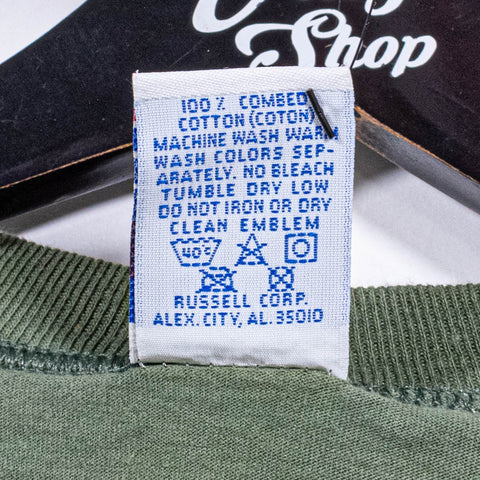 Shop
100% COMBED
COTTON (COTON)
MACHINE WASH WARM
WASH COLORS SEP-
ARATELY. NO BLEACH
TUMBLE DRY LOW
DO NOT IRON OR DRY
CLEAN EMBLEM
40°C
RUSSELL CORP.
ALEX. CITY, AL. 35010